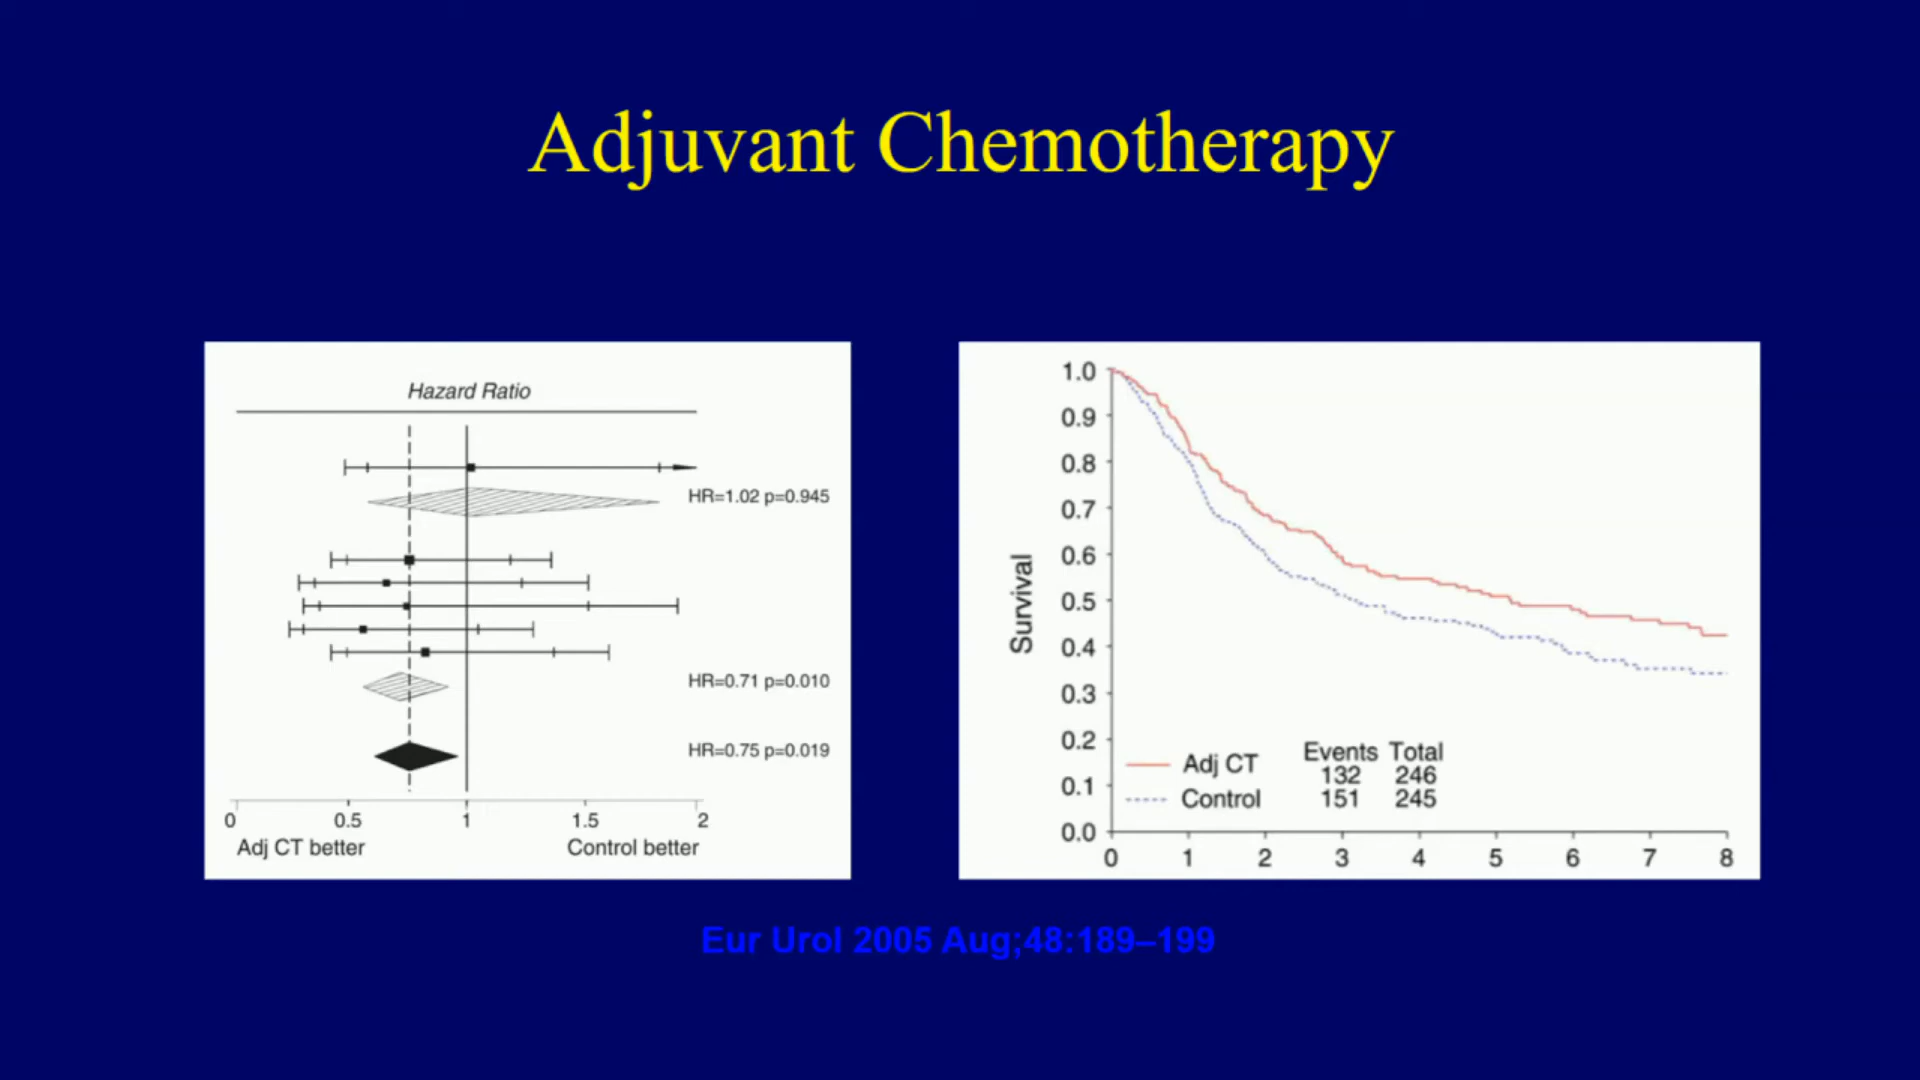 Adjuvant Chemotherapy
Hazard Ratio
HR=1.02 p=0.945
HR=0.71 p=0.010
HR=0.75 p=0.019
0 0.5 1 1.5 2
Adj CT better Control better
1.0
0.9
0.8
0.7
0.6
0.5
0.4
0.3
0.2
0.1
0.0
Survival
Events Total
Adj CT 132 246
Control 151 245
0 1 2 3 4 5 6 7 8
Eur Urol 2005 Aug;48:189–199